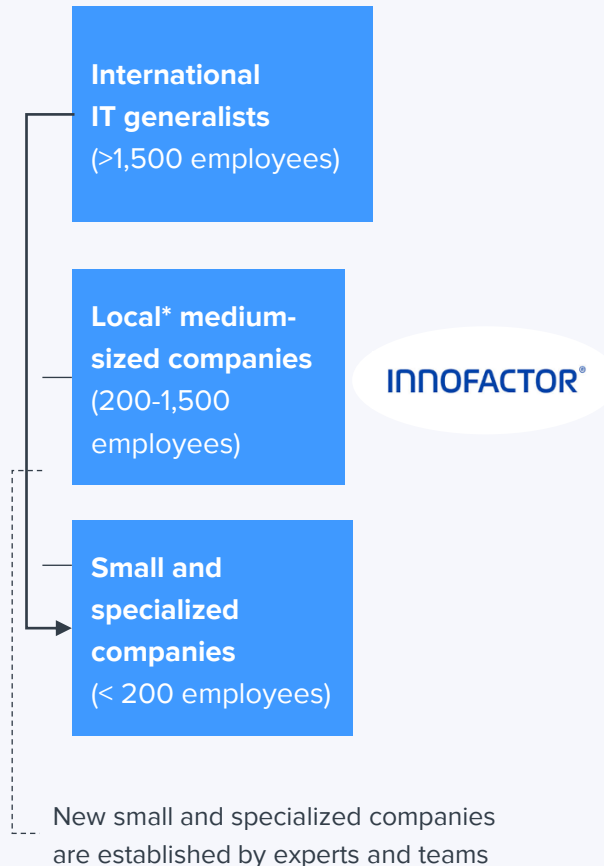 International
IT generalists
(>1,500 employees)
Local* medium-
sized companies
(200-1,500
employees)
INNOFACTOR®
Small and
specialized
companies
(< 200 employees)
New small and specialized companies
are established by experts and teams